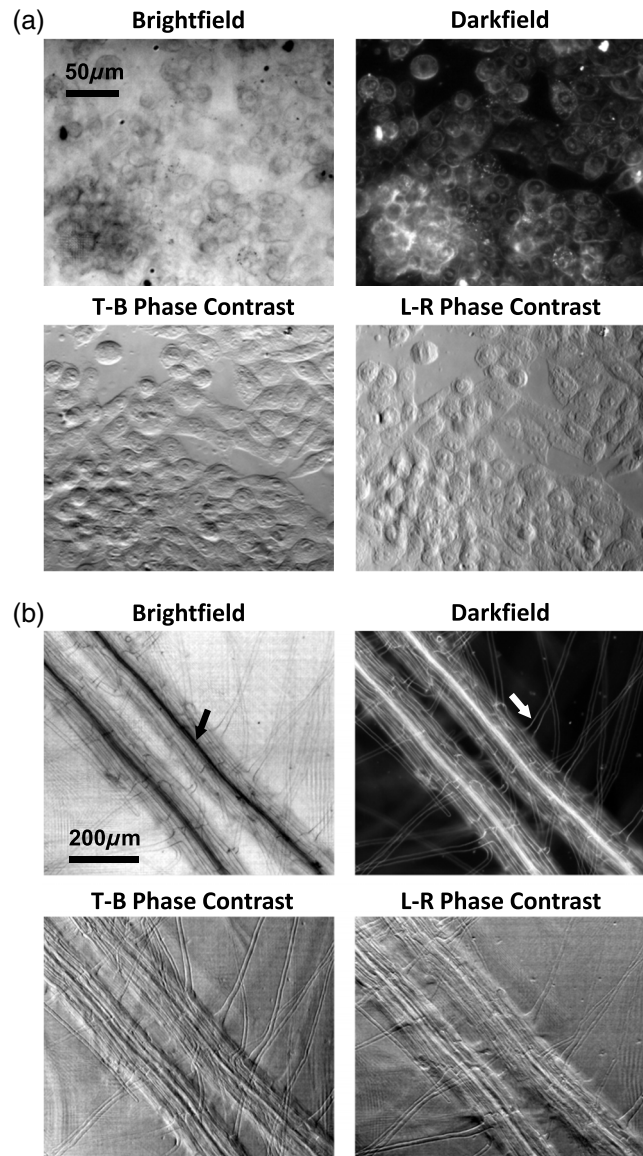 (a)
Brightfield
Darkfield
50µm
T-B Phase Contrast
L-R Phase Contrast
(b)
Brightfield
Darkfield
200µm
T-B Phase Contrast
L-R Phase Contrast